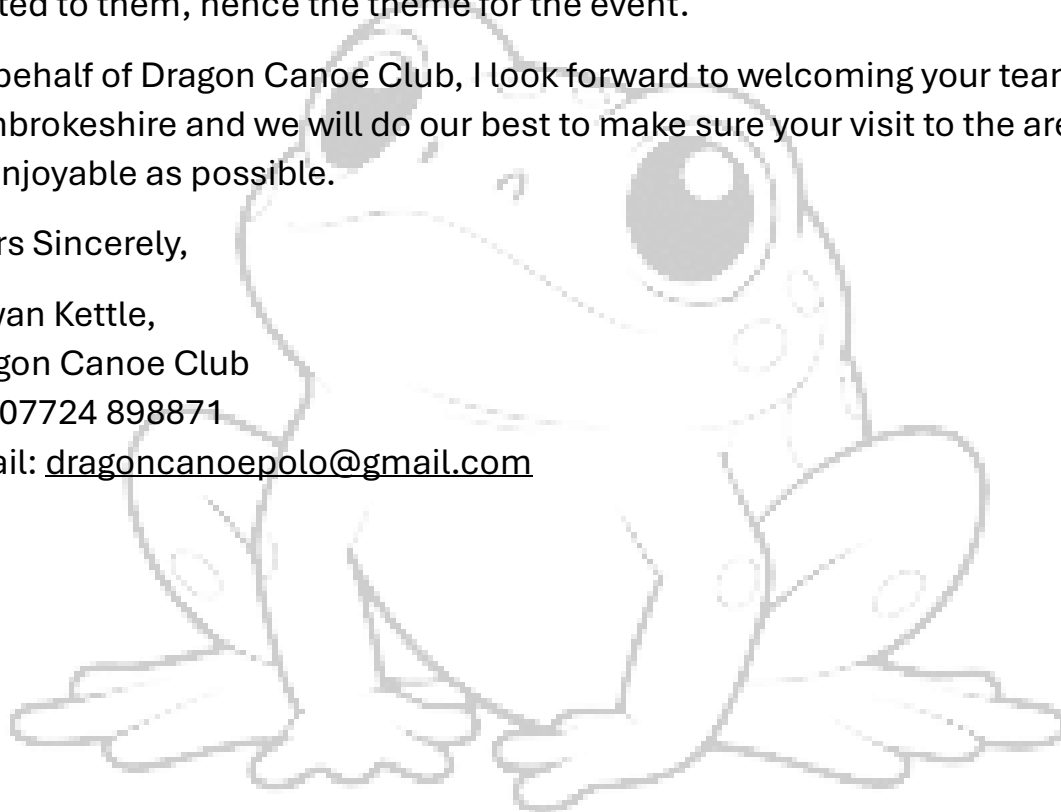 ted to them, hence the theme for the event.
behalf of Dragon Canoe Club, I look forward to welcoming your tea
nbrokeshire and we will do our best to make sure your visit to the are
njoyable as possible.
rs Sincerely,
van Kettle,
gon Canoe Club
07724 898871
ail: dragoncanoepolo@gmail.com